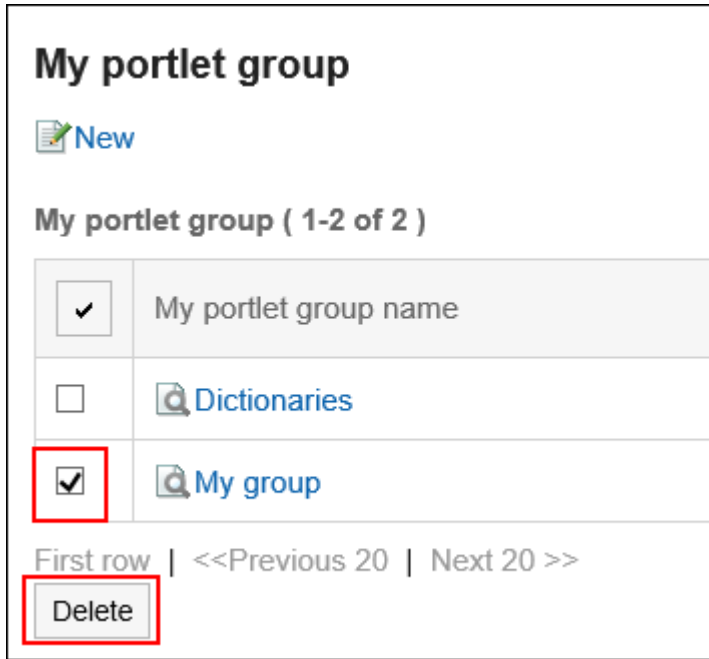 My portlet group
New
My portlet group ( 1-2 of 2 )
My portlet group name
Dictionaries
My group
First row | <<Previous 20 | Next 20 >>
Delete